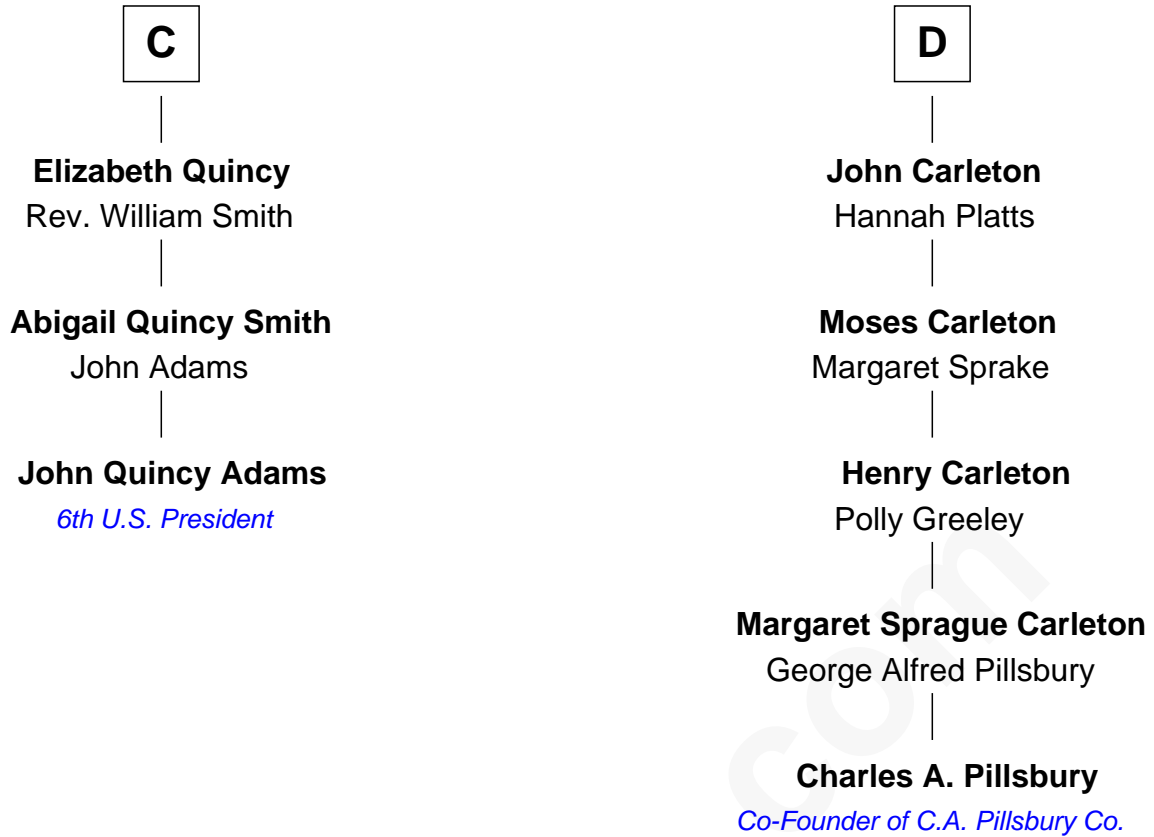 C
Elizabeth Quincy
Rev. William Smith
Abigail Quincy Smith
John Adams
John Quincy Adams
6th U.S. President
D
John Carleton
Hannah Platts
Moses Carleton
Margaret Sprake
Henry Carleton
Polly Greeley
Margaret Sprague Carleton
George Alfred Pillsbury
Charles A. Pillsbury
Co-Founder of C.A. Pillsbury Co.
com